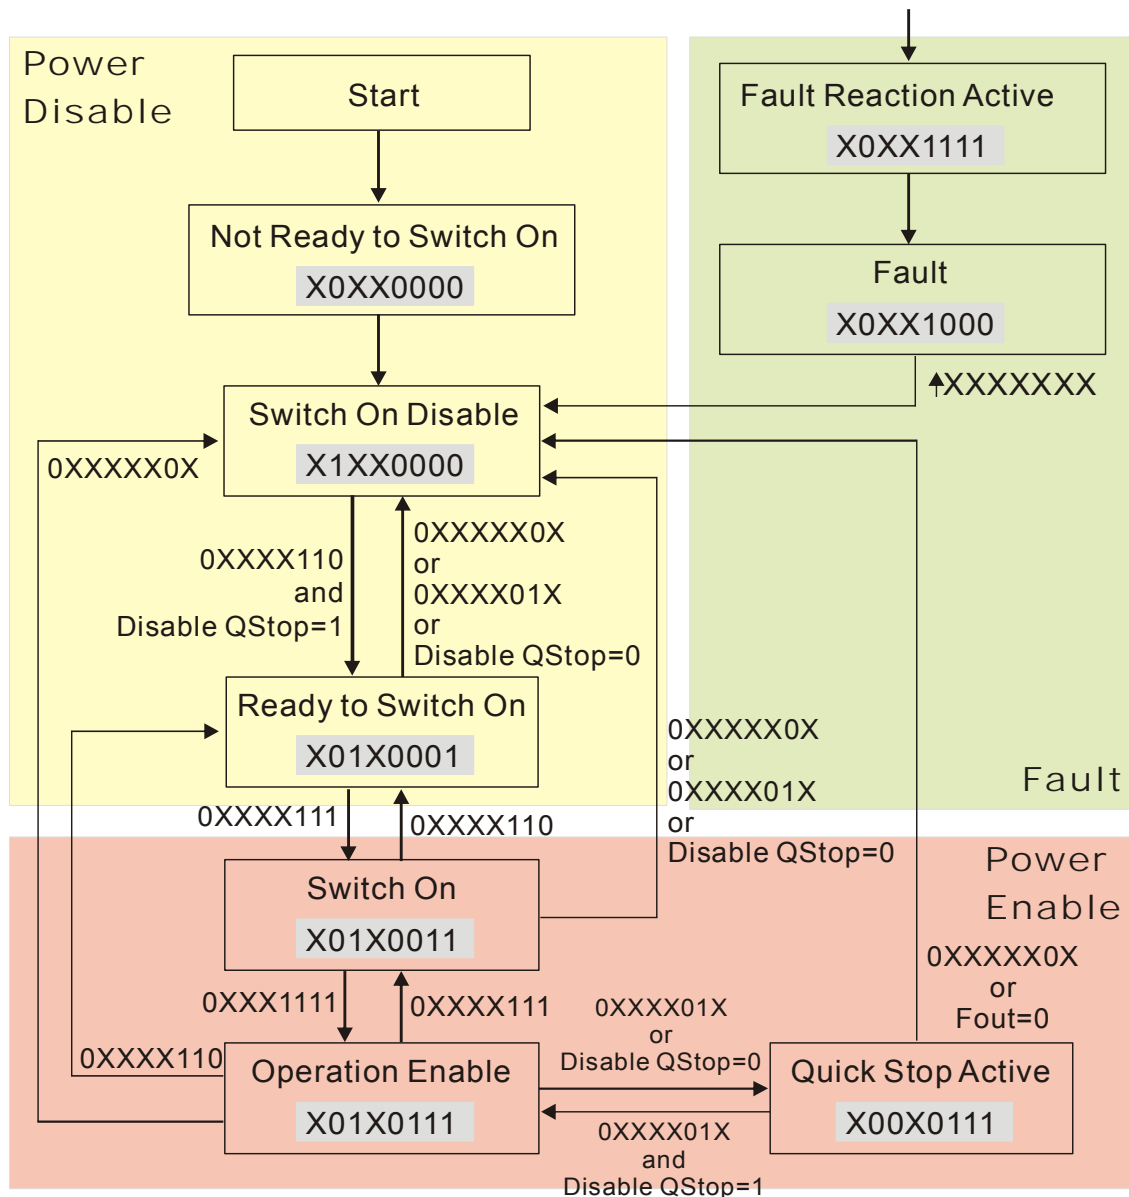 Power
Disable
Start
Not Ready to Switch On
X0XX0000
Switch On Disable
X1XX0000
0XXXXX0X
0XXXX110
and
Disable QStop=1
0XXXXX0X
or
0XXXX01X
or
Disable QStop=0
Ready to Switch On
X01X0001
0XXXX111
0XXXX110
Fault Reaction Active
X0XX1111
Fault
X0XX1000
XXXXXXX
Fault
0XXXXX0X
or
0XXXX01X
or
Disable QStop=0
Power
Enable
Switch On
X01X0011
0XXX1111
0XXXX111
0XXXX110
Operation Enable
X01X0111
0XXXX01X
or
Disable QStop=0
0XXXX01X
and
Disable QStop=1
0XXXXX0X
or
Fout=0
Quick Stop Active
X00X0111